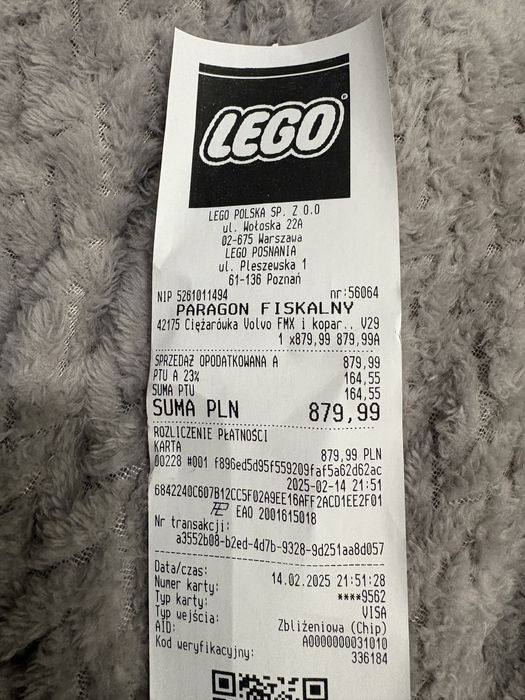 LEGO®
LEGO POLSKA SP. Z O.O
ul. Wołoska 22A
02-675 Warszawa
LEGO POSNANIA
ul. Pleszewska 1
61-136 Poznań
NIP 5261011494 nr:56064
PARAGON FISKALNY
42175 Ciężarówka Volvo FMX i kopar.. V29
1 x879,99 879,99A
SPRZEDAŻ OPODATKOWANA A 879,99
PTU A 23% 164,55
SUMA PTU 164,55
SUMA PLN 879,99
ROZLICZENIE PŁATNOŚCI
KARTA 879,99 PLN
00228 #001 f896ed5d95f559209faf5a62d62ac
2025-02-14 21:51
6842240C607B12CC5F02A9EE16AFF2ACD1EE2F01
EAO 2001615018
Nr transakcji:
a3552b08-b2ed-4d7b-9328-9d251aa8d057
Data/czas: 14.02.2025 21:51:28
Numer karty: ****9562
Typ karty: VISA
Typ wejścia: Zbliżeniowa (Chip)
AID: A0000000031010
Kod weryfikacyjny: 336184